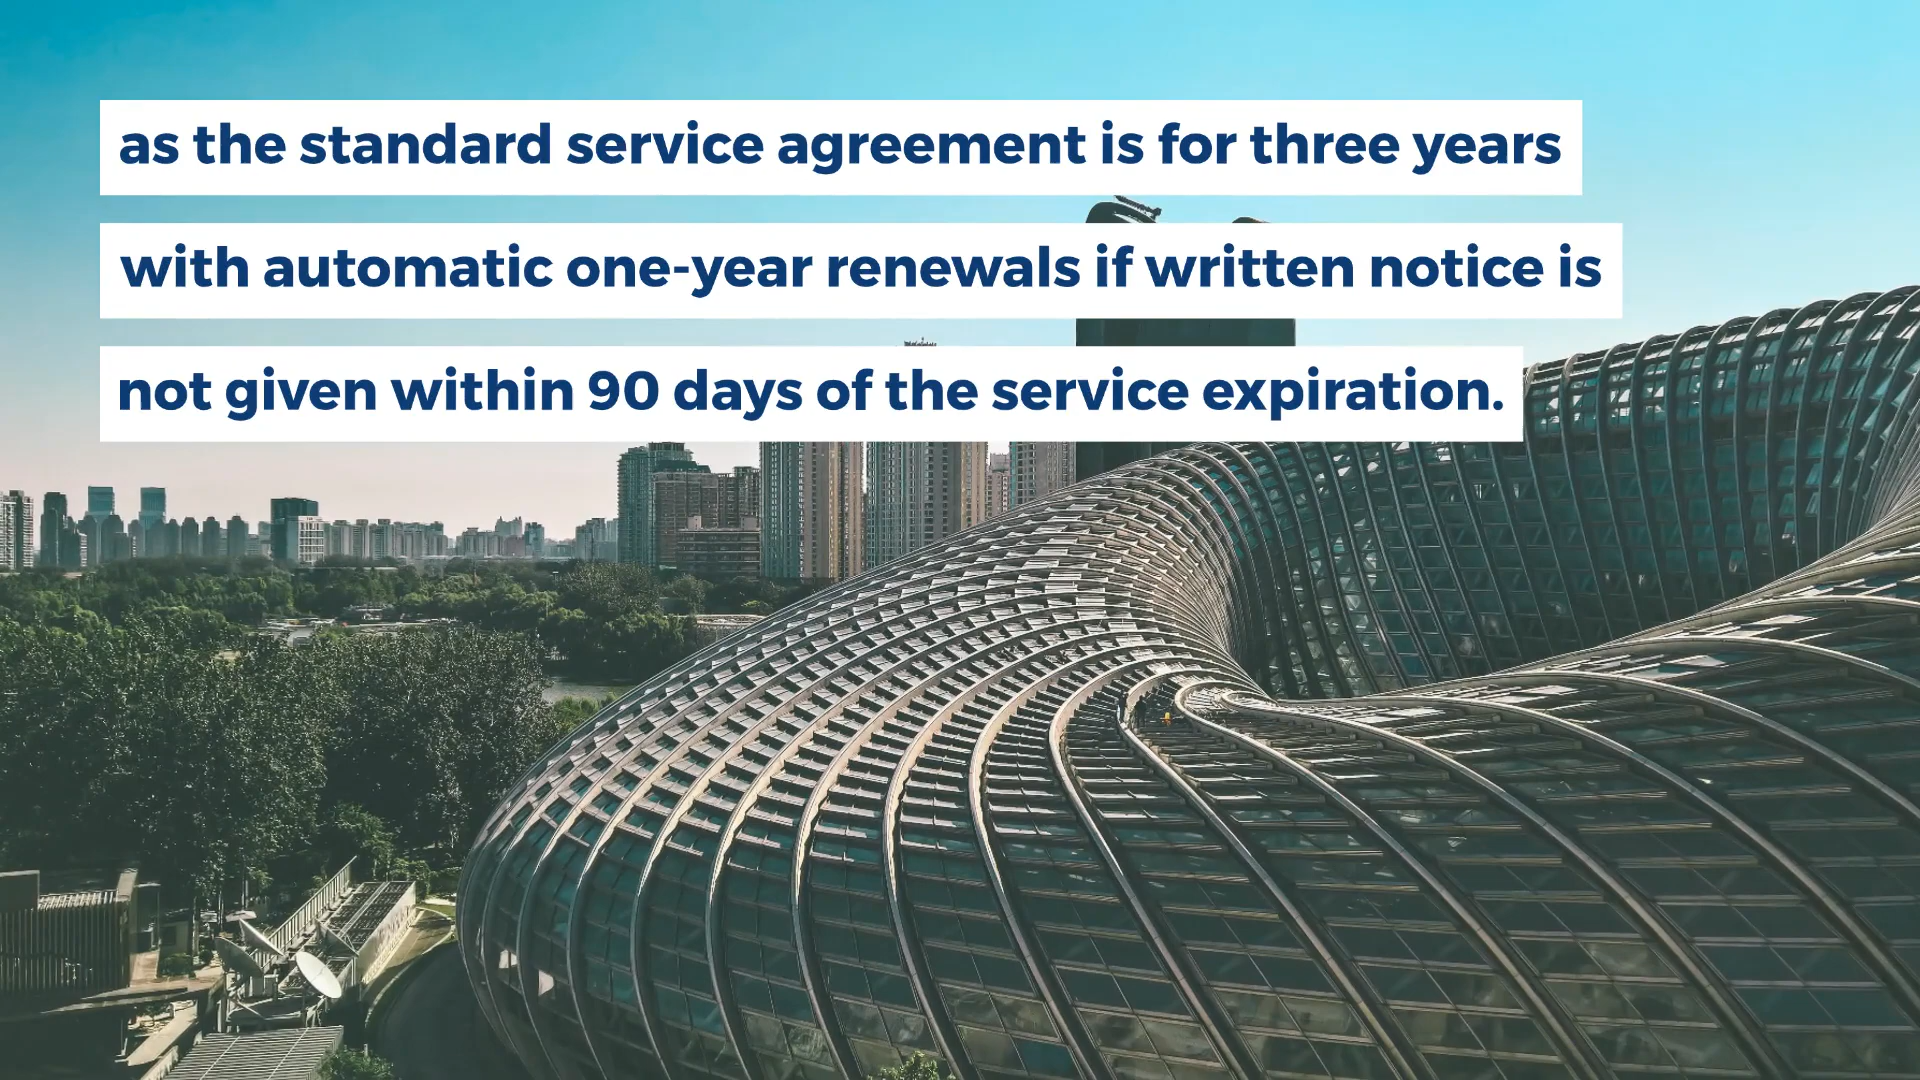 as the standard service agreement is for three years
with automatic one-year renewals if written notice is
not given within 90 days of the service expiration.